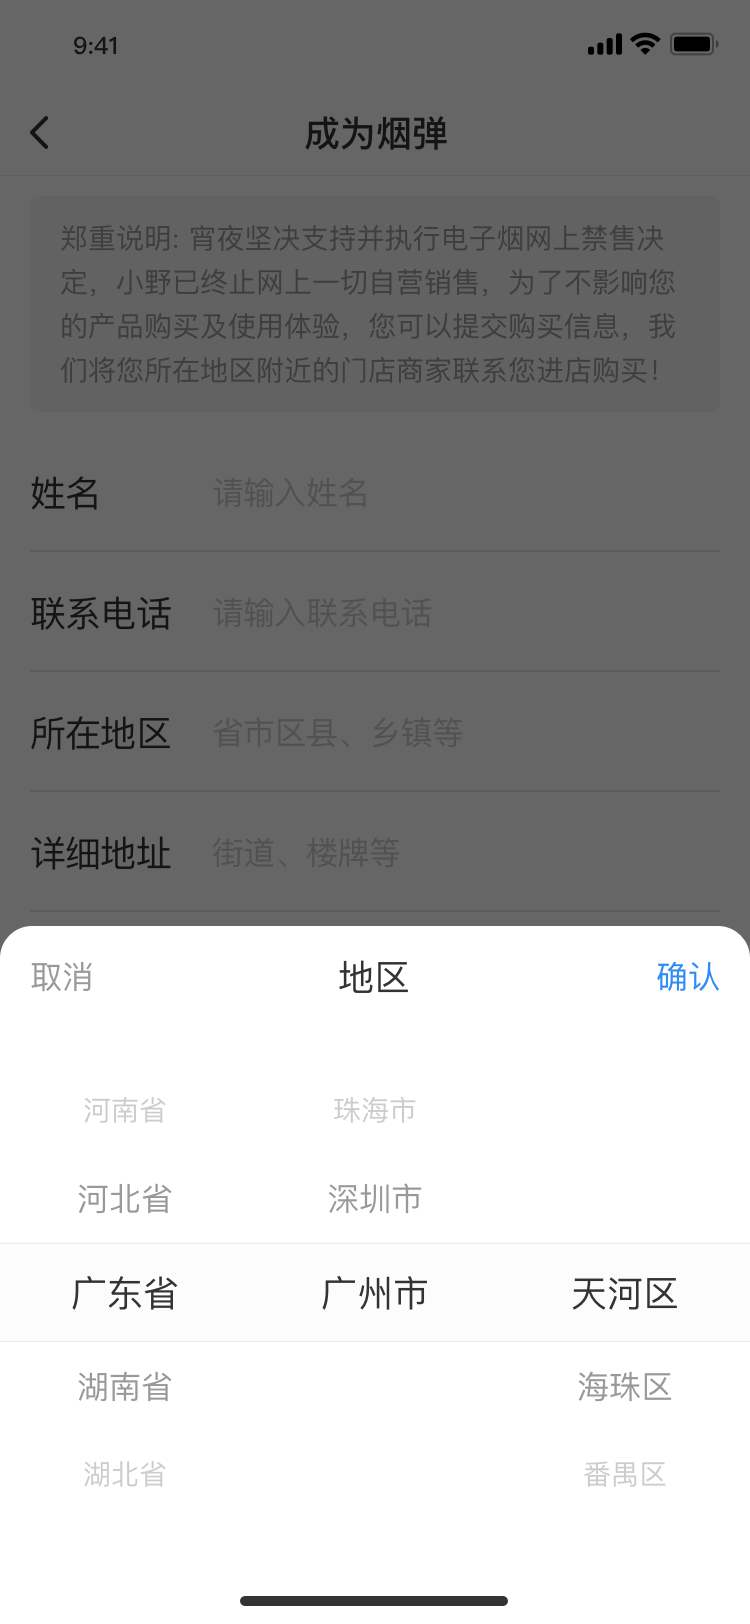 9:41
成为烟弹
郑重说明: 宵夜坚决支持并执行电子烟网上禁售决
定，小野已终止网上一切自营销售，为了不影响您
的产品购买及使用体验，您可以提交购买信息，我
们将您所在地区附近的门店商家联系您进店购买！
姓名 请输入姓名
联系电话 请输入联系电话
所在地区 省市区县、乡镇等
详细地址 街道、楼牌等
取消 地区 确认
河南省 珠海市
河北省 深圳市
广东省 广州市 天河区
湖南省 海珠区
湖北省 番禺区